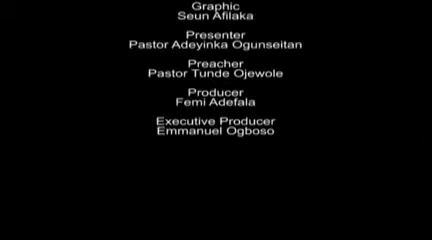 Graphic
Seun Afilaka
Presenter
Pastor Adeyinka Ogunseitan
Preacher
Pastor Tunde Ojewole
Producer
Femi Adefala
Executive Producer
Emmanuel Ogboso